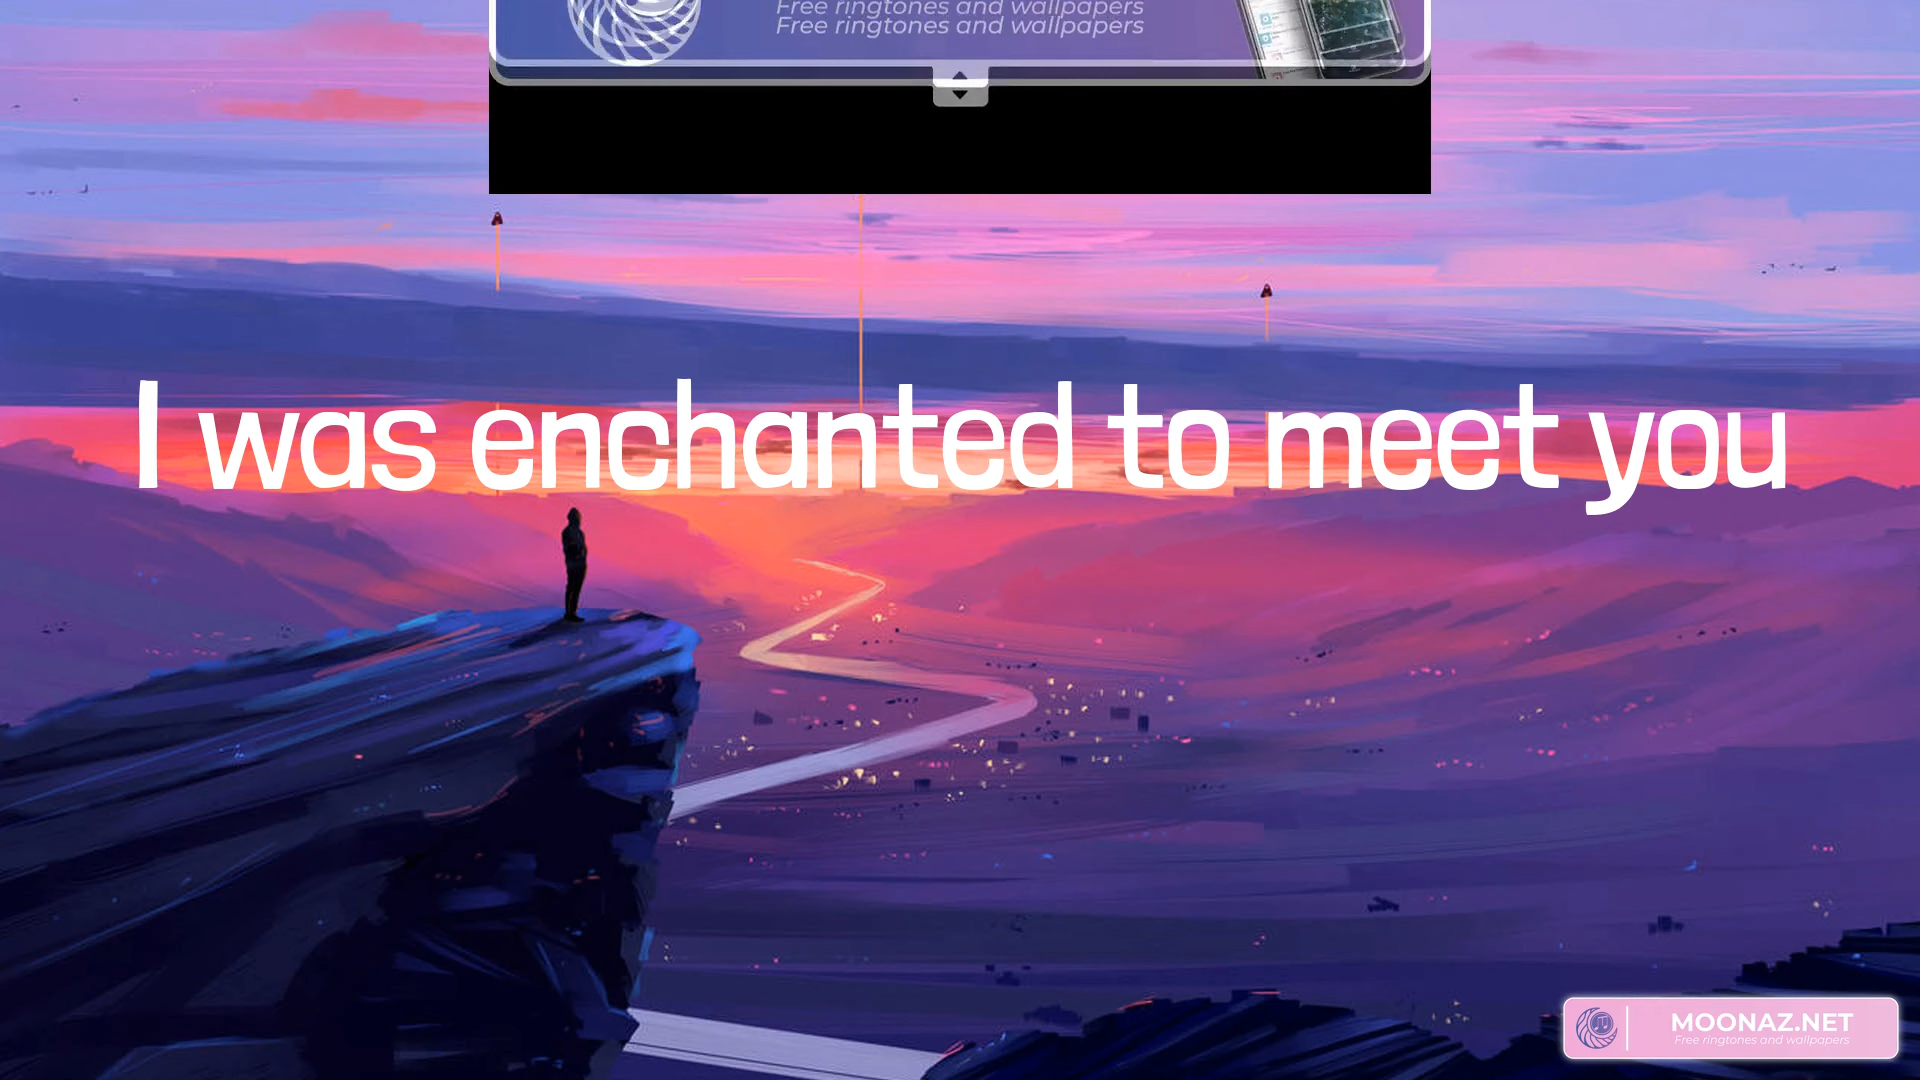 Free ringtones and wallpapers
Free ringtones and wallpapers
I was enchanted to meet you
MOONAZ.NET
Free ringtones and wallpapers